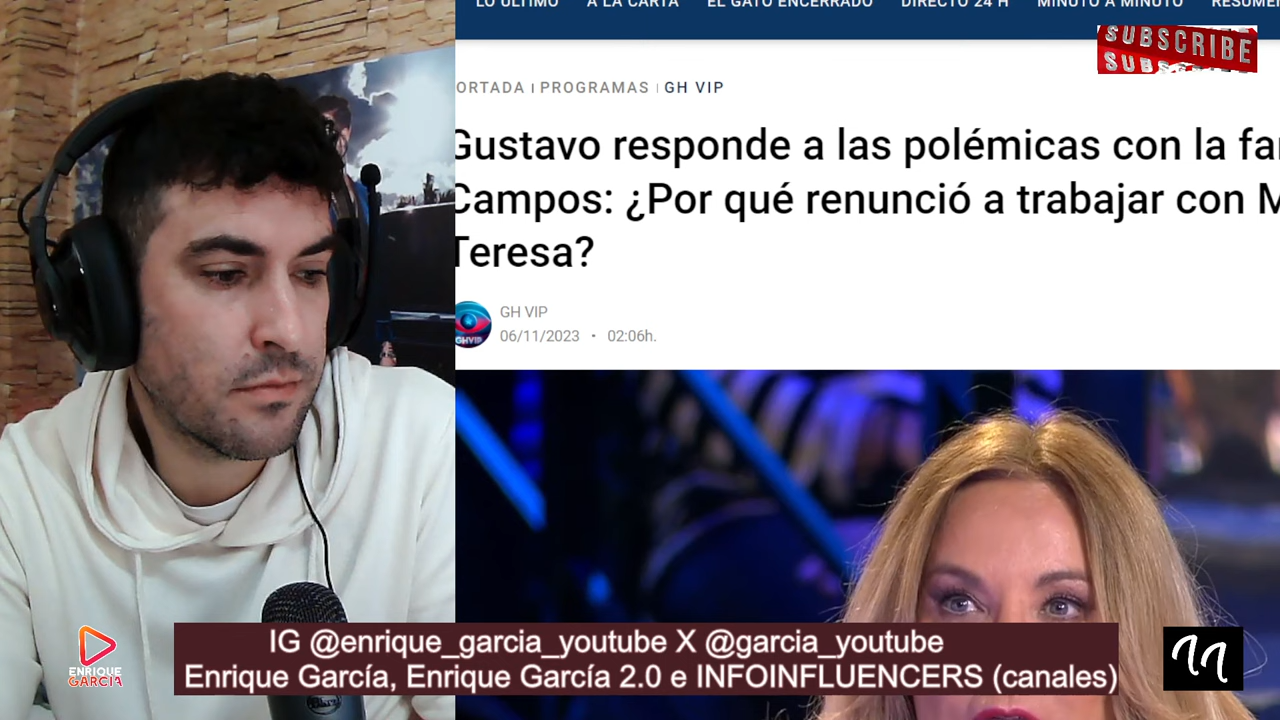 LO ÚLTIMO A LA CARTA EL GATO ENCERRADO DIRECTO 24 H MINUTO A MINUTO
SUBSCRIBE
ORTADA | PROGRAMAS | GH VIP
Gustavo responde a las polémicas con la
Campos: ¿Por qué renunció a trabajar con M
Teresa?
GH VIP
06/11/2023 • 02:06h.
GHVIP
IG @enrique_garcia_youtube X @garcia_youtube
Enrique García, Enrique García 2.0 e INFOINFLUENCERS (canales)
ENRIQUE
GARCÍA